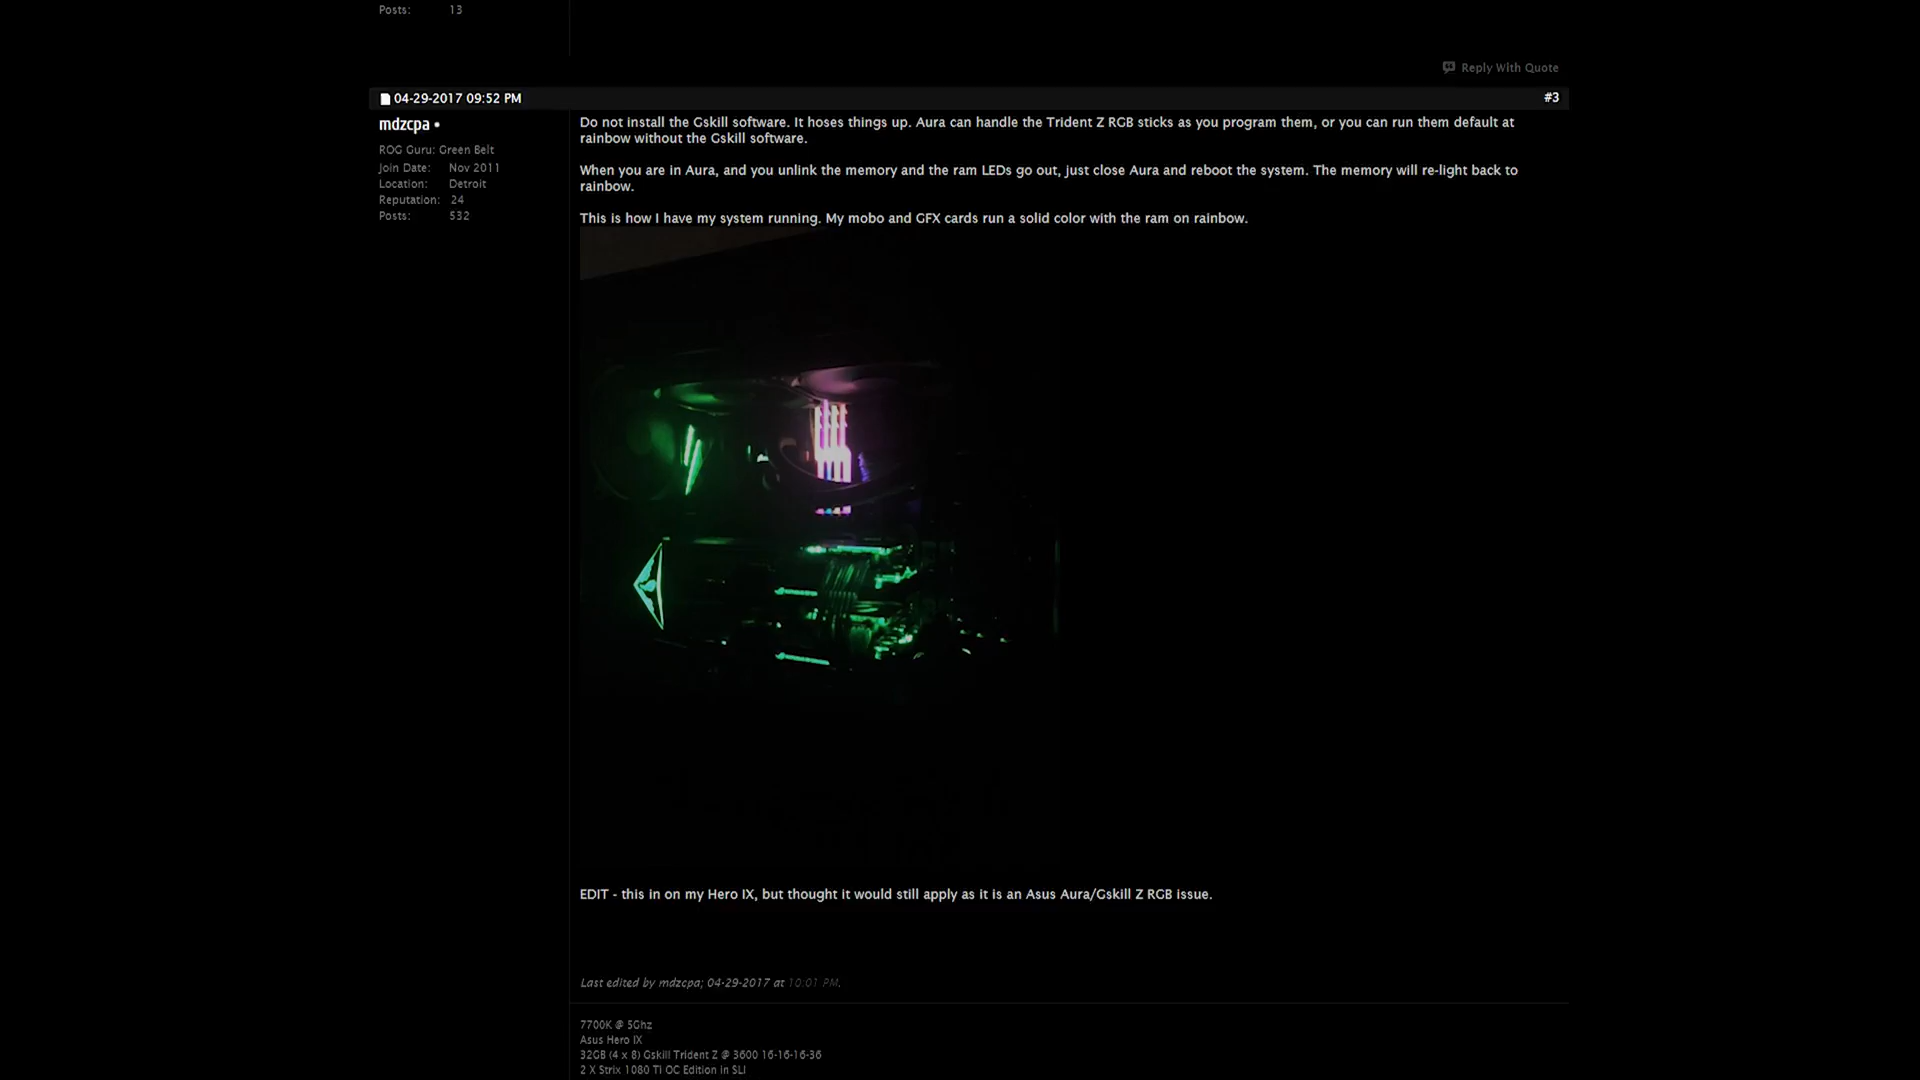 Posts: 13
Reply With Quote
04-29-2017 09:52 PM #3
mdzcpa
ROG Guru: Green Belt
Join Date: Nov 2011
Location: Detroit
Reputation: 24
Posts: 532
Do not install the Gskill software. It hoses things up. Aura can handle the Trident Z RGB sticks as you program them, or you can run them default at
rainbow without the Gskill software.
When you are in Aura, and you unlink the memory and the ram LEDs go out, just close Aura and reboot the system. The memory will re-light back to
rainbow.
This is how I have my system running. My mobo and GFX cards run a solid color with the ram on rainbow.
EDIT - this in on my Hero IX, but thought it would still apply as it is an Asus Aura/Gskill Z RGB issue.
Last edited by mdzcpa; 04-29-2017 at 10:01 PM.
7700K @ 5Ghz
Asus Hero IX
32GB (4 x 8) Gskill Trident Z @ 3600 16-16-16-36
2 X Strix 1080 Ti OC Edition in SLI